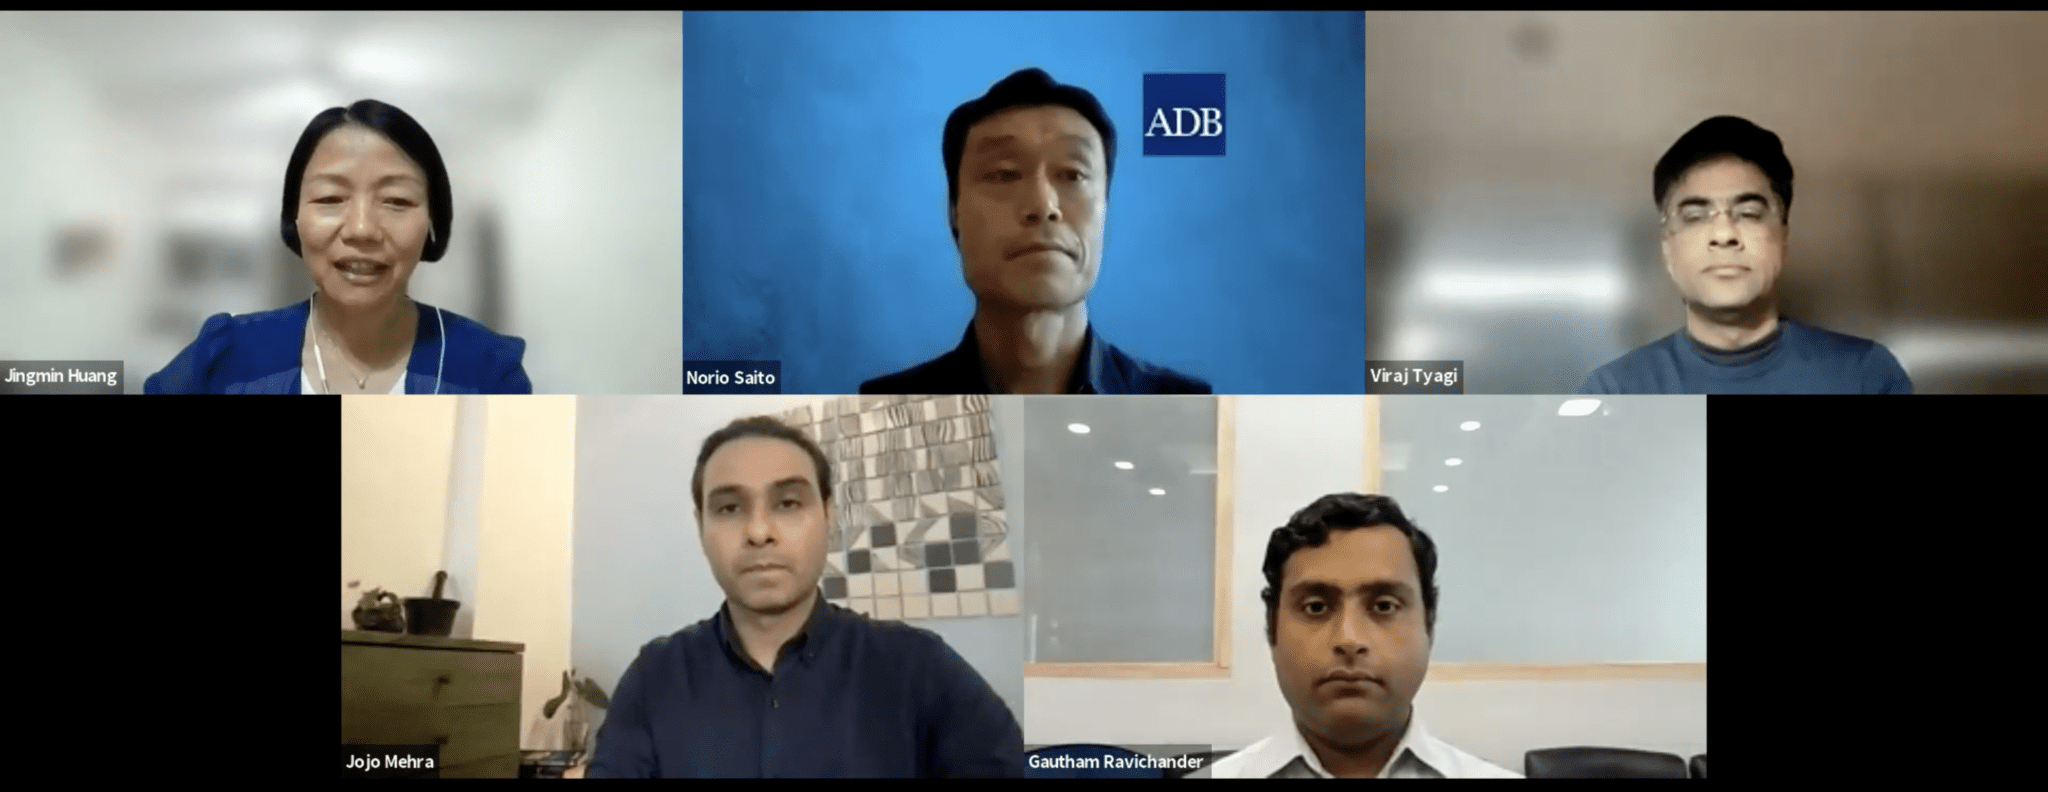 ADB
Jingmin Huang
Norio Saito
Viraj Tyagi
Jojo Mehra
Gautham Ravichander